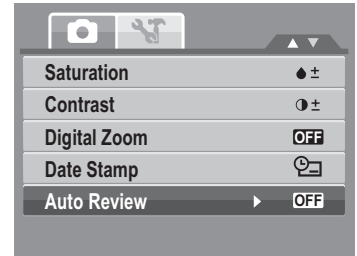 Saturation
Contrast
Digital Zoom OFF
Date Stamp
Auto Review OFF